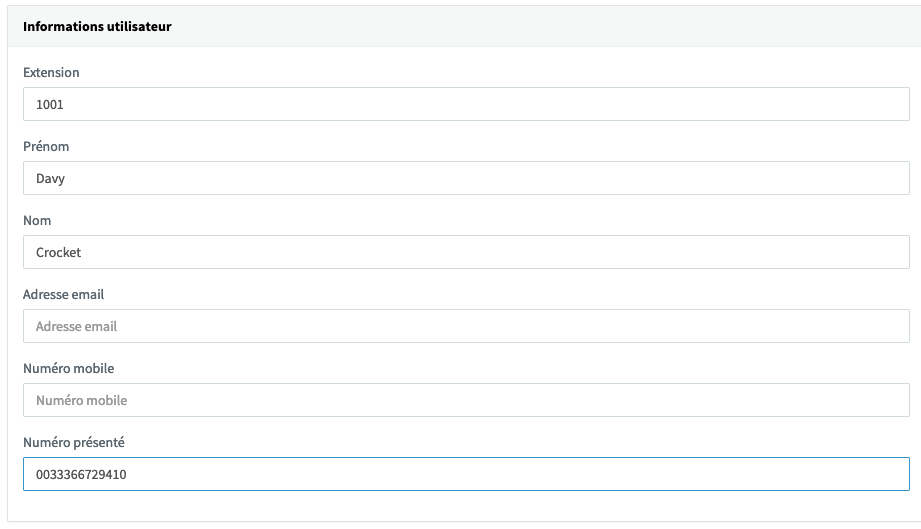 Informations utilisateur
Extension
1001
Prénom
Davy
Nom
Crocket
Adresse email
Adresse email
Numéro mobile
Numéro mobile
Numéro présenté
0033366729410